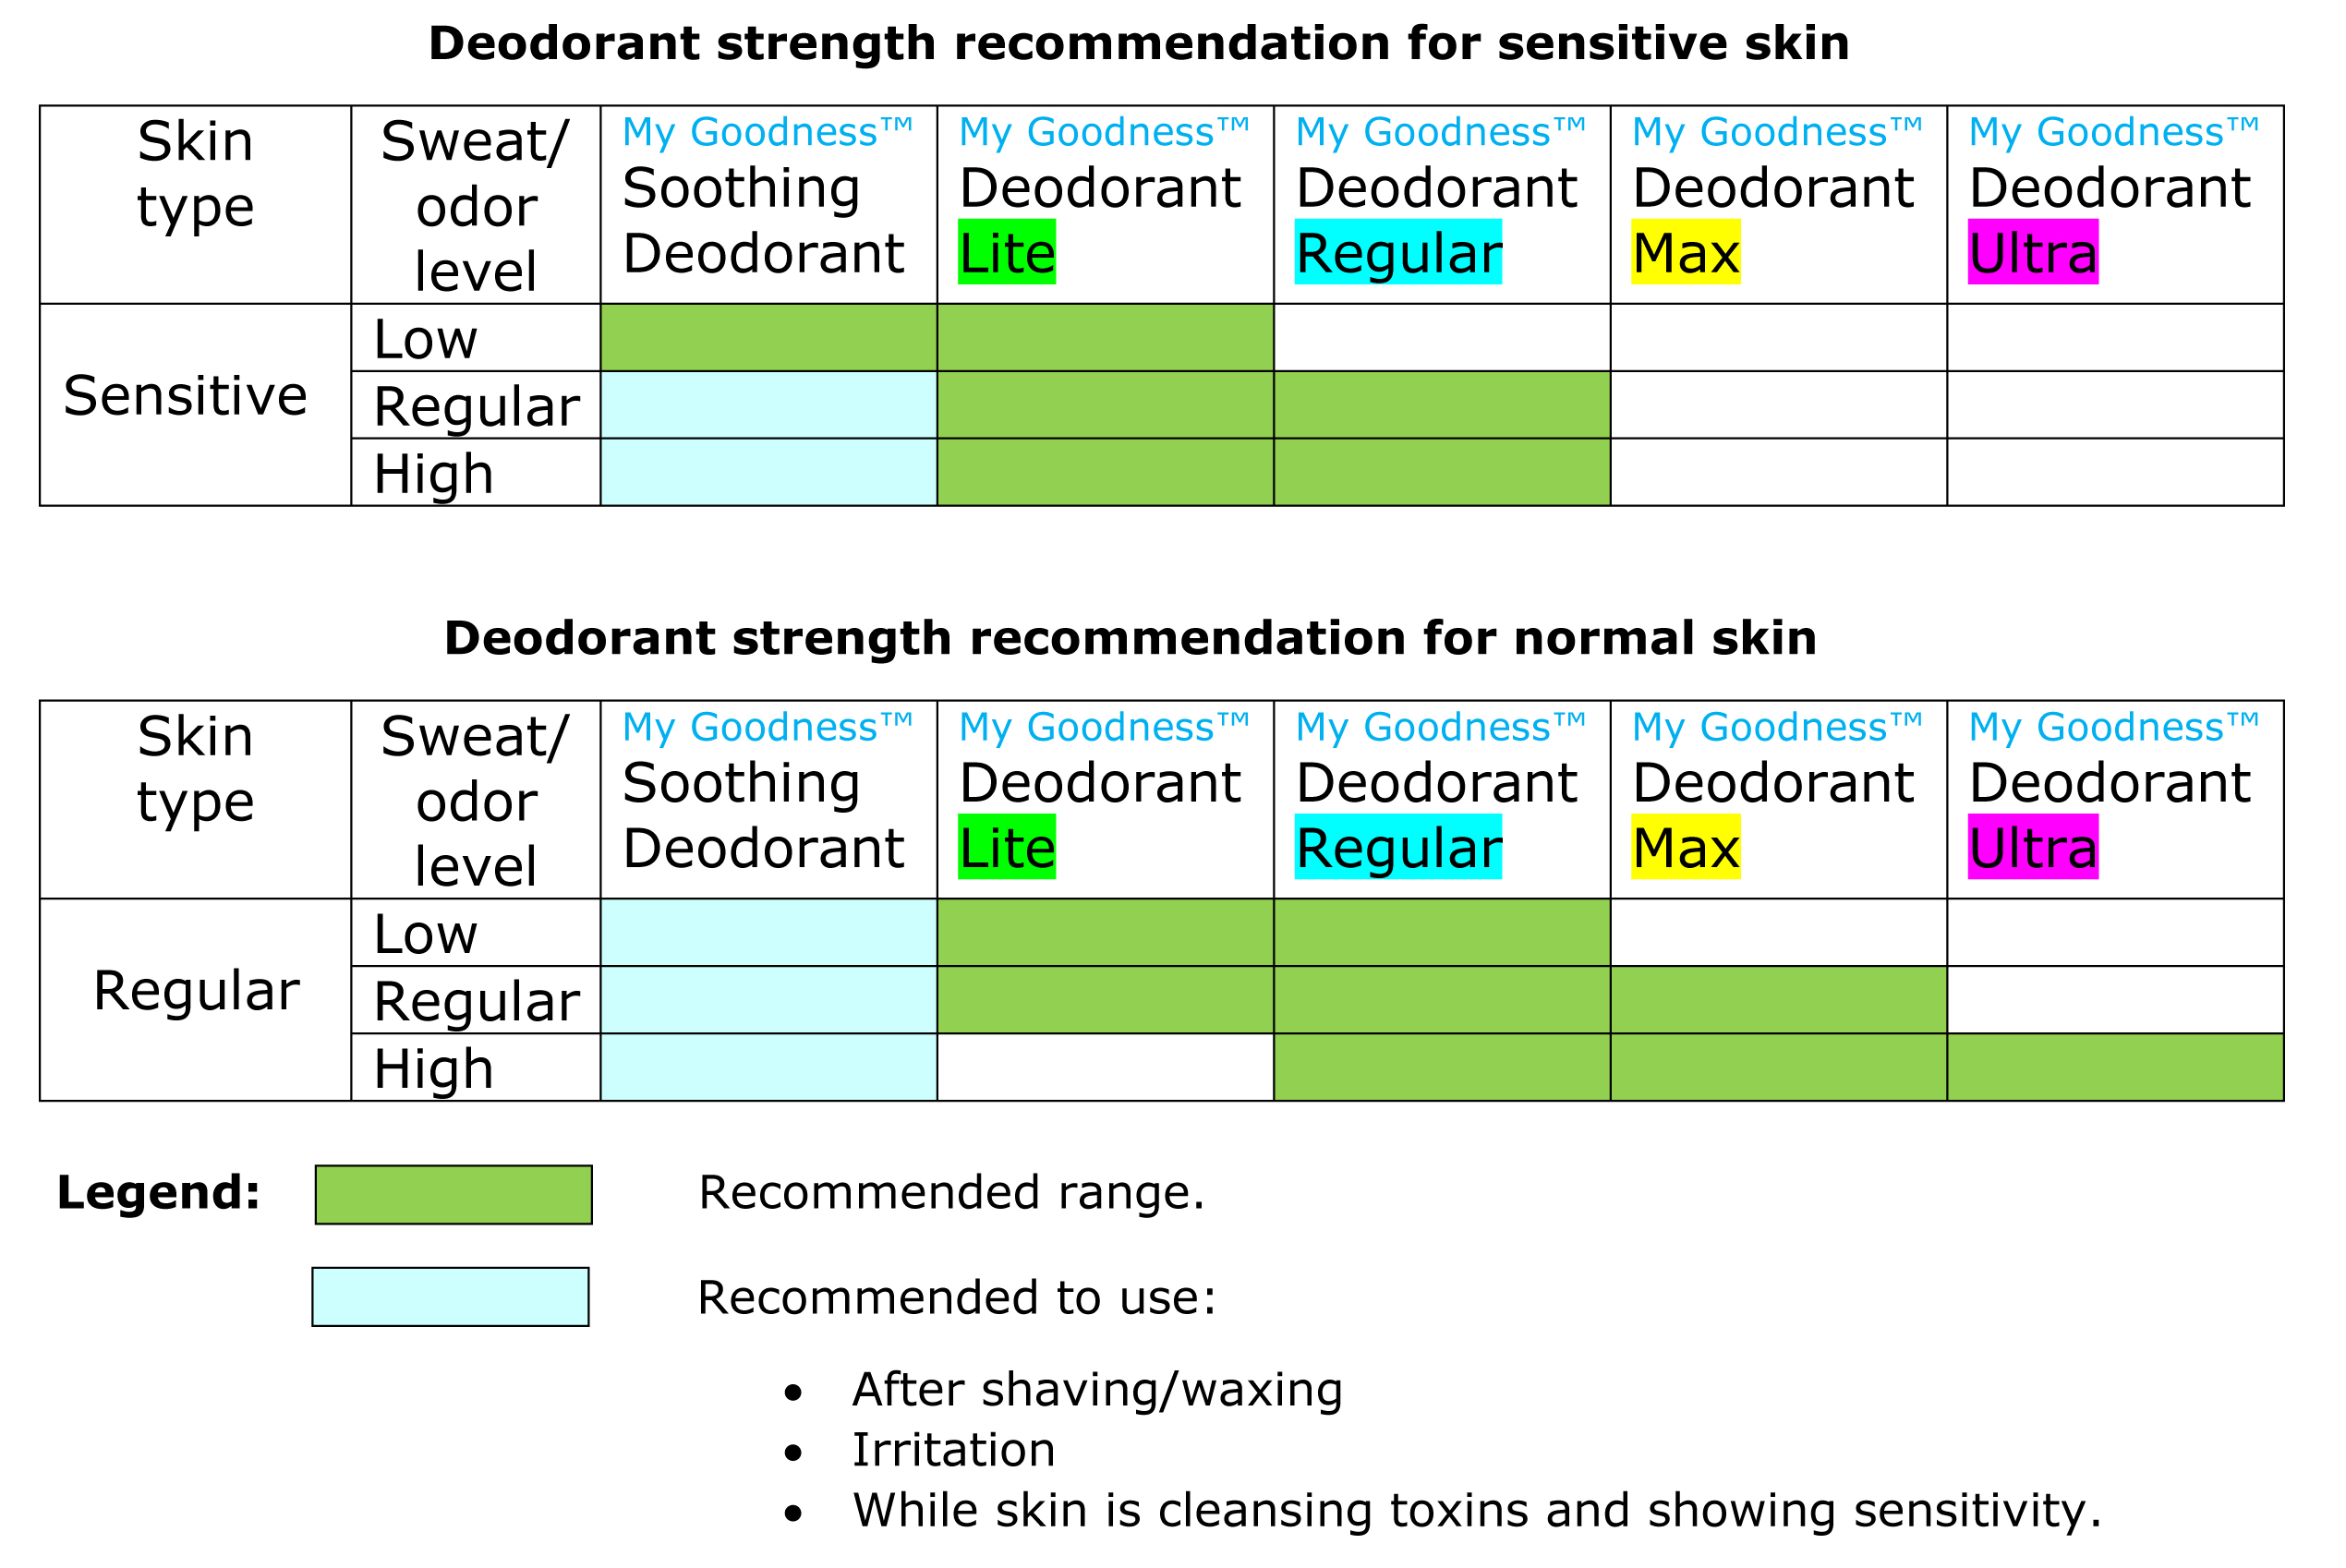 Deodorant strength recommendation for sensitive skin
Skin type
Sweat/ odor level
My Goodness™ Soothing Deodorant
My Goodness™ Deodorant Lite
My Goodness™ Deodorant Regular
My Goodness™ Deodorant Max
My Goodness™ Deodorant Ultra
Sensitive
Low
Regular
High
Deodorant strength recommendation for normal skin
Skin type
Sweat/ odor level
My Goodness™ Soothing Deodorant
My Goodness™ Deodorant Lite
My Goodness™ Deodorant Regular
My Goodness™ Deodorant Max
My Goodness™ Deodorant Ultra
Regular
Low
Regular
High
Legend:
Recommended range.
Recommended to use:
• After shaving/waxing
• Irritation
• While skin is cleansing toxins and showing sensitivity.